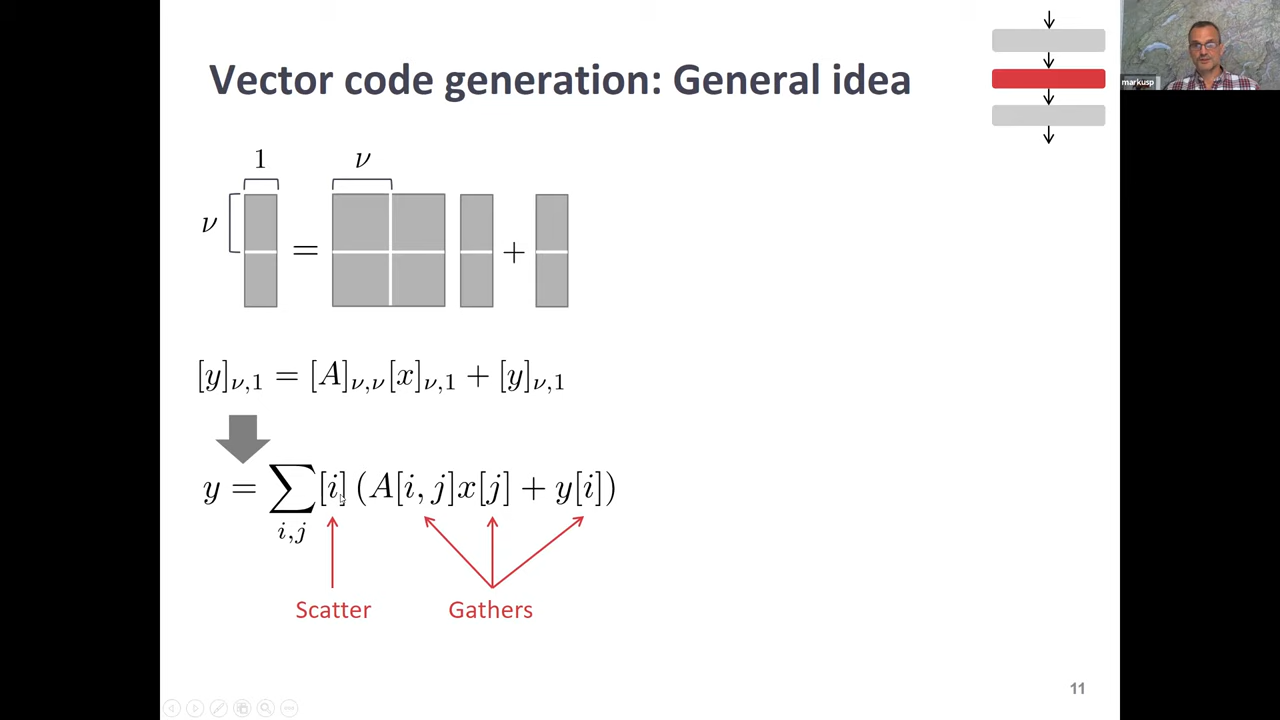 Vector code generation: General idea
markusp
1 ν
ν
= +
[y]ν,1 = [A]ν,ν[x]ν,1 + [y]ν,1
y = ∑i,j [i] (A[i, j]x[j] + y[i])
Scatter Gathers
11